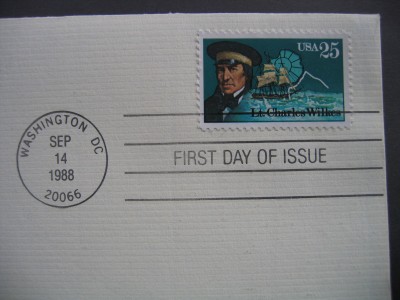 USA 25
Lt. Charles Wilkes
WASHINGTON DC
SEP
14
1988
20066
FIRST DAY OF ISSUE